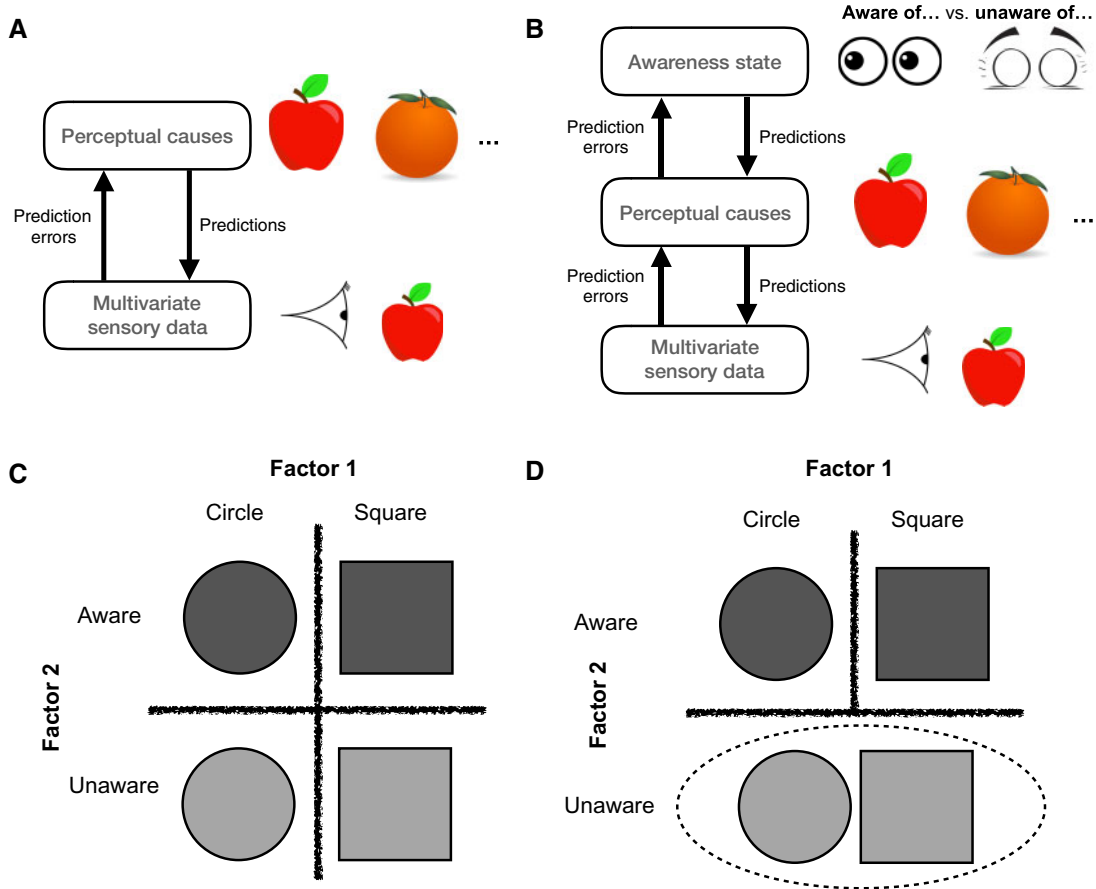 A
Perceptual causes
...
Prediction
errors
Predictions
Multivariate
sensory data
B
Aware of... vs. unaware of...
Awareness state
Prediction
errors
Predictions
Perceptual causes
...
Prediction
errors
Predictions
Multivariate
sensory data
C
Factor 1
Circle
Square
Aware
Factor 2
Unaware
D
Factor 1
Circle
Square
Aware
Factor 2
Unaware